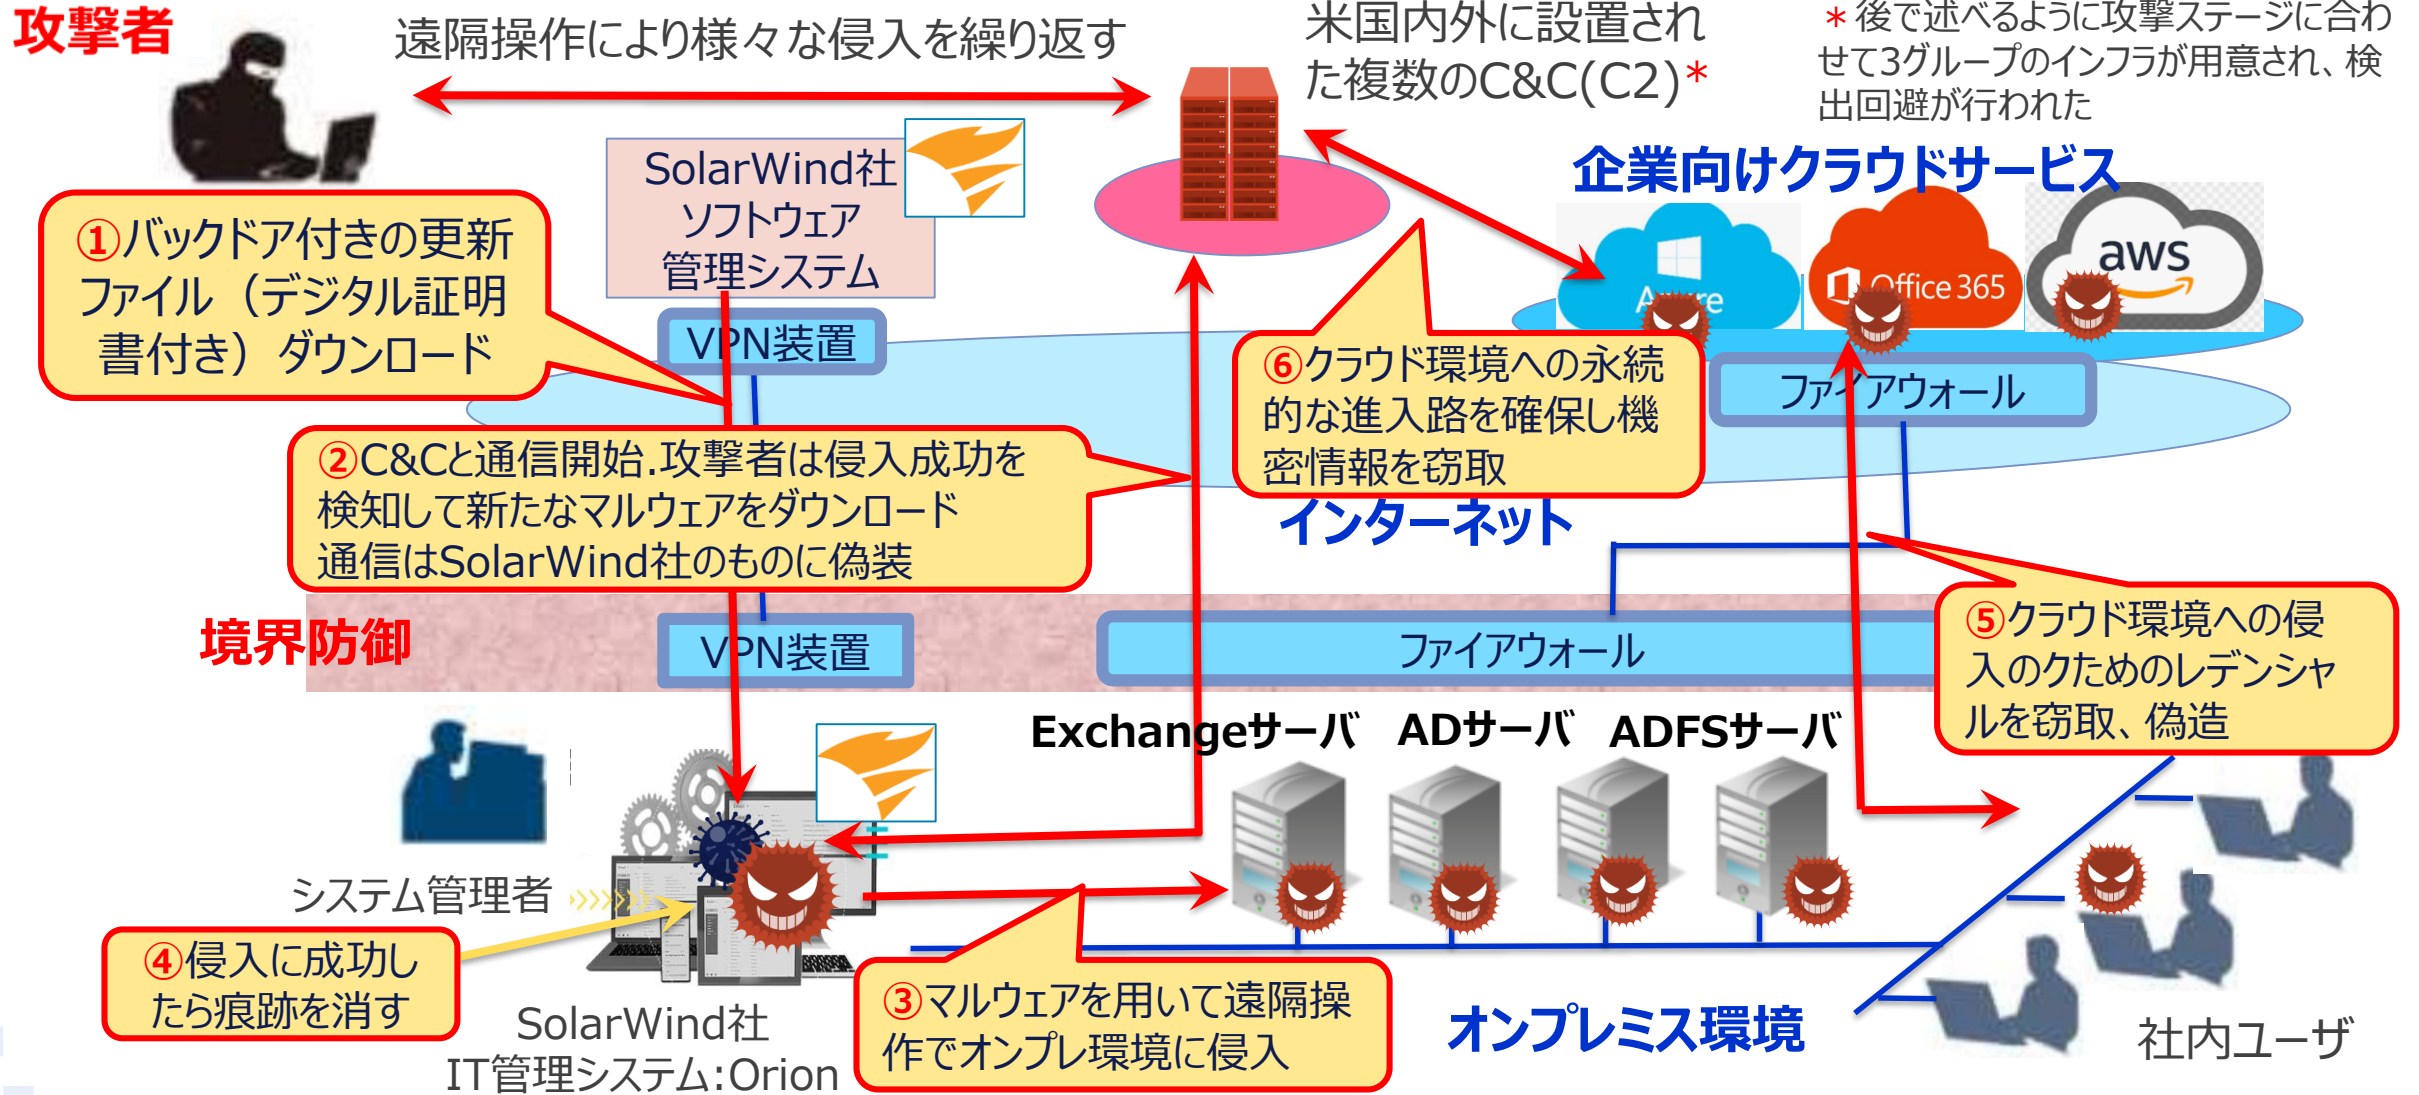 攻撃者
遠隔操作により様々な侵入を繰り返す
米国内外に設置され
た複数のC&C(C2)*
*後で述べるように攻撃ステージに合わ
せて3グループのインフラが用意され、検
出回避が行われた
SolarWind社
ソフトウェア
管理システム
企業向けクラウドサービス
Azure
Office 365
aws
①バックドア付きの更新
ファイル（デジタル証明
書付き）ダウンロード
VPN装置
ファイアウォール
⑥クラウド環境への永続
的な進入路を確保し機
密情報を窃取
②C&Cと通信開始.攻撃者は侵入成功を
検知して新たなマルウェアをダウンロード
通信はSolarWind社のものに偽装
インターネット
境界防御
VPN装置
ファイアウォール
⑤クラウド環境への侵
入のクためのレデンシャ
ルを窃取、偽造
Exchangeサーバ
ADサーバ
ADFSサーバ
システム管理者
④侵入に成功し
たら痕跡を消す
SolarWind社
IT管理システム:Orion
③マルウェアを用いて遠隔操
作でオンプレ環境に侵入
オンプレミス環境
社内ユーザ